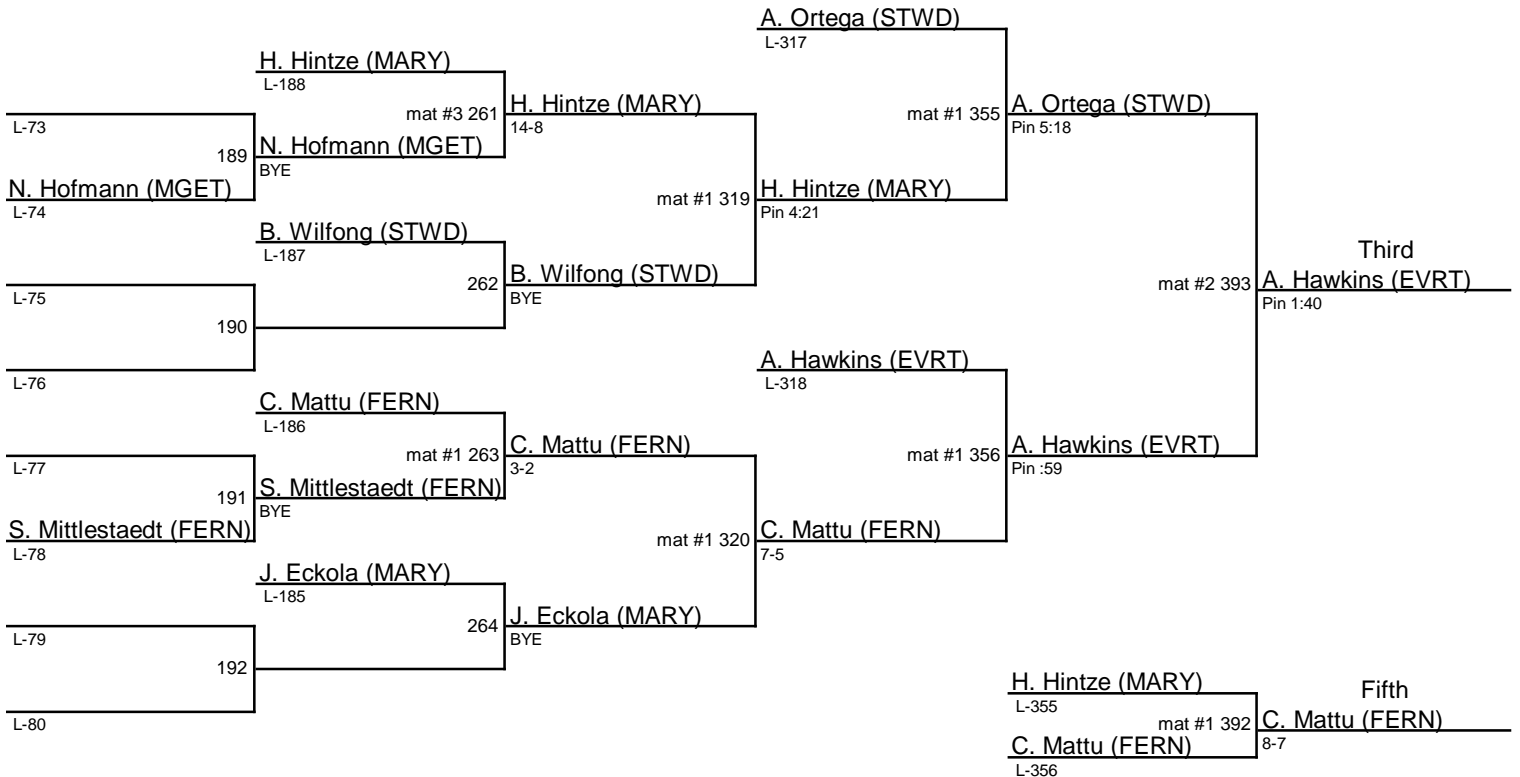 A. Ortega (STWD)
L-317
H. Hintze (MARY)
L-188
L-73
mat #3 261
H. Hintze (MARY)
14-8
mat #1 355
A. Ortega (STWD)
Pin 5:18
189
N. Hofmann (MGET)
BYE
N. Hofmann (MGET)
L-74
mat #1 319
H. Hintze (MARY)
Pin 4:21
B. Wilfong (STWD)
L-187
L-75
262
B. Wilfong (STWD)
BYE
Third
mat #2 393
A. Hawkins (EVRT)
Pin 1:40
190
L-76
A. Hawkins (EVRT)
L-318
C. Mattu (FERN)
L-186
L-77
mat #1 263
C. Mattu (FERN)
3-2
mat #1 356
A. Hawkins (EVRT)
Pin :59
191
S. Mittlestaedt (FERN)
BYE
S. Mittlestaedt (FERN)
L-78
mat #1 320
C. Mattu (FERN)
7-5
J. Eckola (MARY)
L-185
L-79
264
J. Eckola (MARY)
BYE
192
L-80
H. Hintze (MARY)
L-355
Fifth
mat #1 392
C. Mattu (FERN)
8-7
C. Mattu (FERN)
L-356